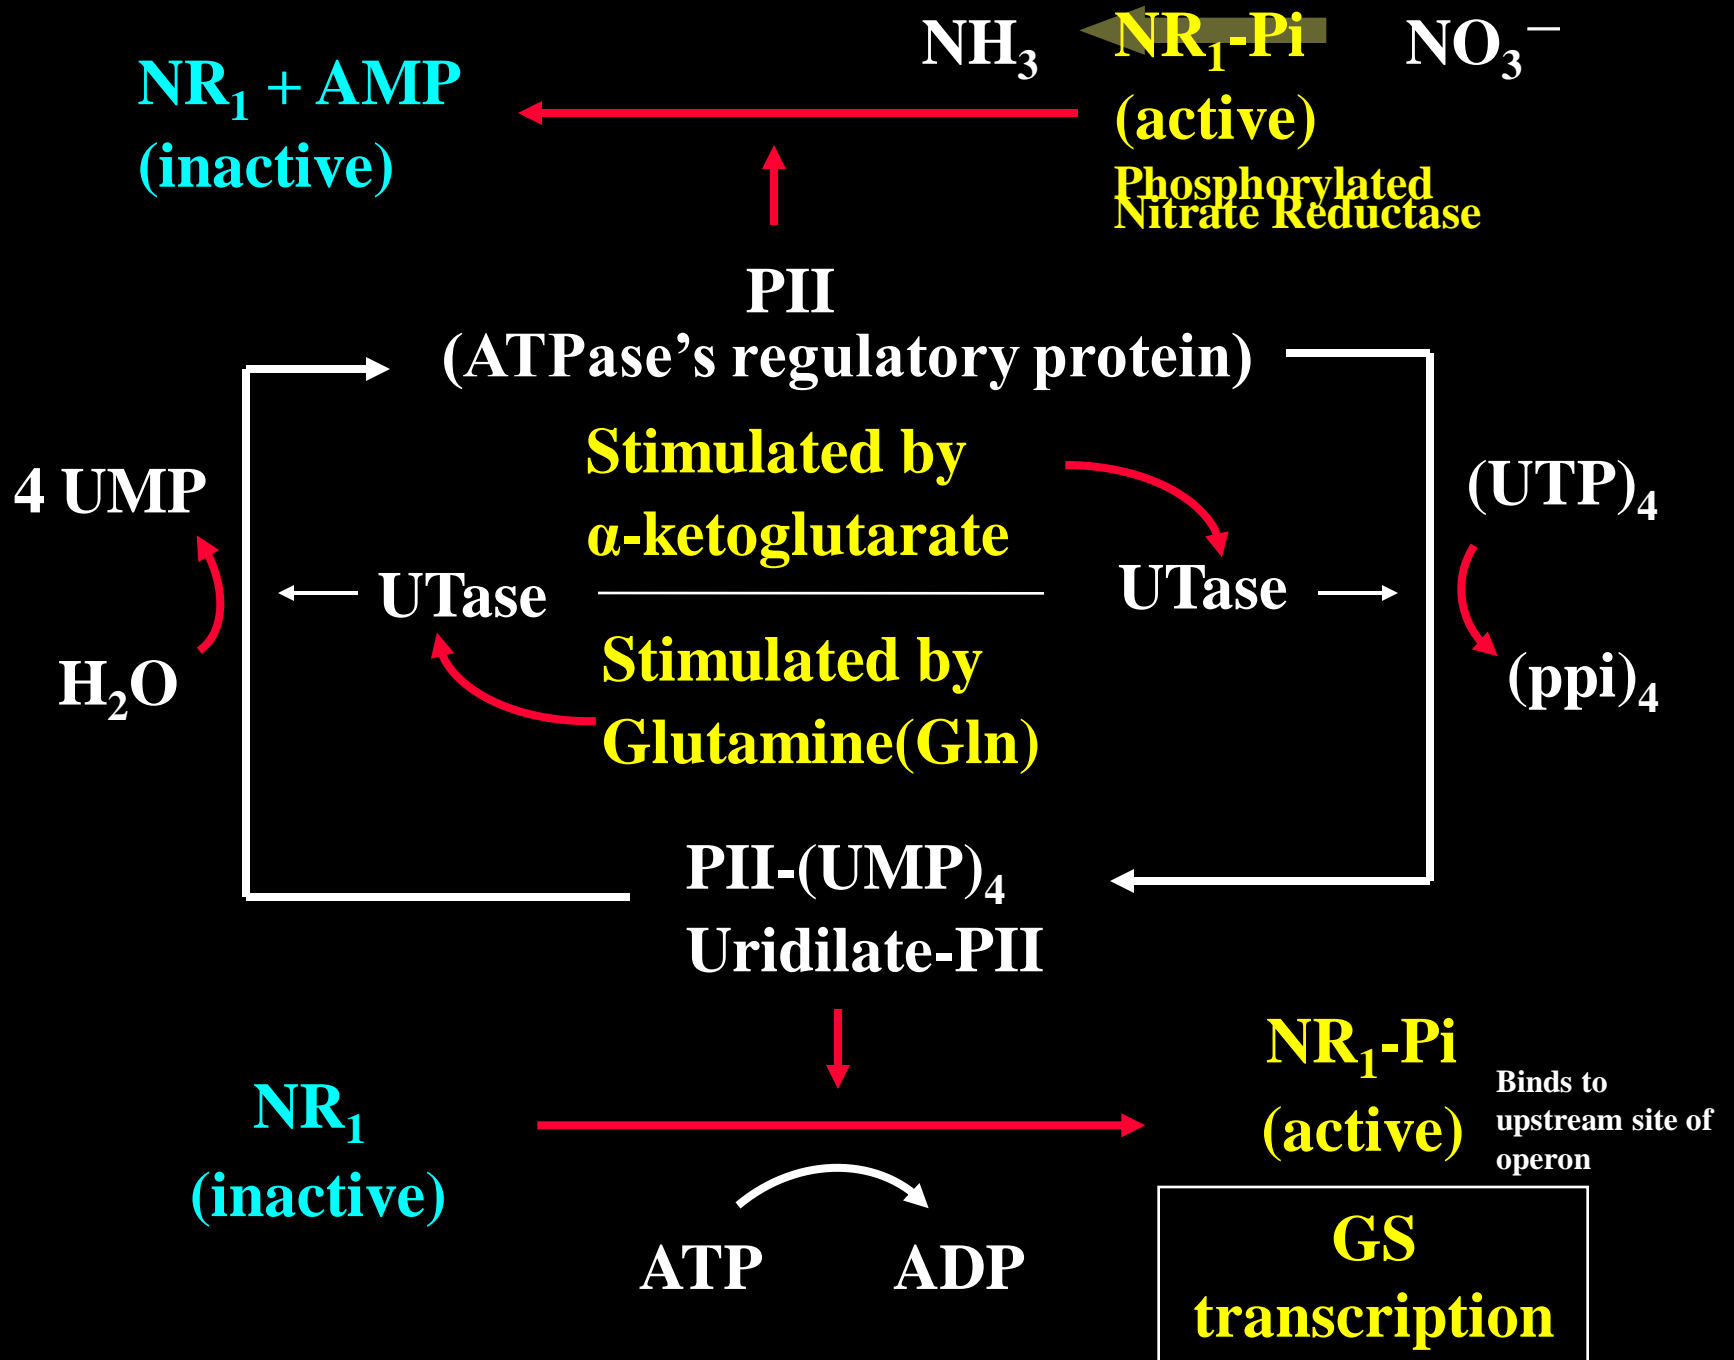 NH₃
NR₁-Pi
NO₃⁻
(active)
Phosphorylated
Nitrate Reductase
NR₁ + AMP
(inactive)
PII
(ATPase’s regulatory protein)
Stimulated by
α-ketoglutarate
4 UMP
(UTP)₄
UTase
UTase
Stimulated by
Glutamine(Gln)
H₂O
(ppi)₄
PII-(UMP)₄
Uridilate-PII
NR₁
(inactive)
NR₁-Pi
(active)
Binds to
upstream site of
operon
ATP
ADP
GS
transcription